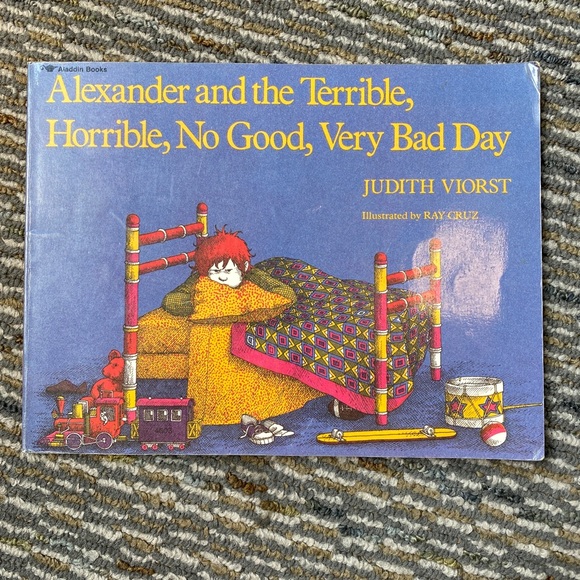 Aladdin Books
Alexander and the Terrible,
Horrible, No Good, Very Bad Day
JUDITH VIORST
Illustrated by RAY CRUZ